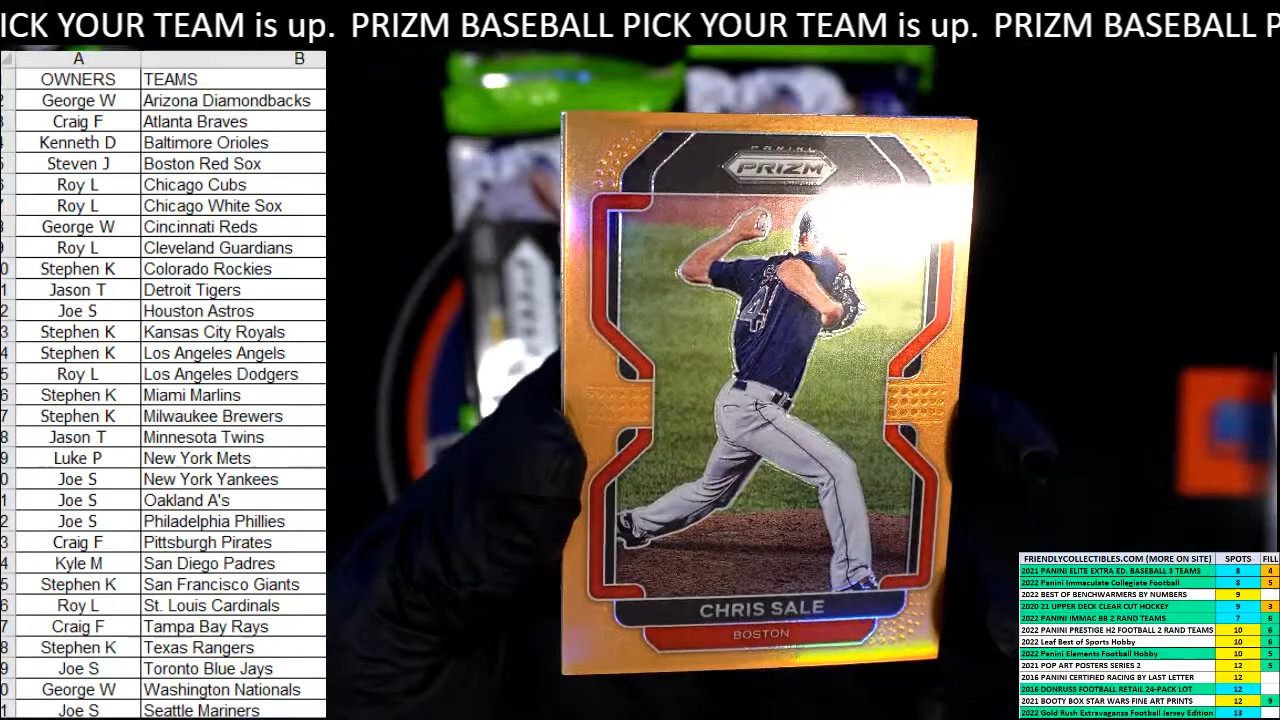 ICK YOUR TEAM is up.  PRIZM BASEBALL PICK YOUR TEAM is up.  PRIZM BASEBALL P
A B
OWNERS TEAMS
George W Arizona Diamondbacks
Craig F Atlanta Braves
Kenneth D Baltimore Orioles
Steven J Boston Red Sox
Roy L Chicago Cubs
Roy L Chicago White Sox
George W Cincinnati Reds
Roy L Cleveland Guardians
Stephen K Colorado Rockies
Jason T Detroit Tigers
Joe S Houston Astros
Stephen K Kansas City Royals
Stephen K Los Angeles Angels
Roy L Los Angeles Dodgers
Stephen K Miami Marlins
Stephen K Milwaukee Brewers
Jason T Minnesota Twins
Luke P New York Mets
Joe S New York Yankees
Joe S Oakland A's
Joe S Philadelphia Phillies
Craig F Pittsburgh Pirates
Kyle M San Diego Padres
Stephen K San Francisco Giants
Roy L St. Louis Cardinals
Craig F Tampa Bay Rays
Stephen K Texas Rangers
Joe S Toronto Blue Jays
George W Washington Nationals
Joe S Seattle Mariners
PANINI
PRIZM
41
CHRIS SALE
BOSTON
FRIENDLYCOLLECTIBLES.COM (MORE ON SITE) SPOTS FILL
2021 PANINI ELITE EXTRA ED. BASEBALL 3 TEAMS 8 4
2022 Panini Immaculate Collegiate Football 8 5
2022 BEST OF BENCHWARMERS BY NUMBERS 9
2020 21 UPPER DECK CLEAR CUT HOCKEY 9 3
2022 PANINI IMMAC BB 2 RAND TEAMS 7 6
2022 PANINI PRESTIGE H2 FOOTBALL 2 RAND TEAMS 10 6
2022 Leaf Best of Sports Hobby 10 6
2022 Panini Elements Football Hobby 10 5
2021 POP ART POSTERS SERIES 2 12 5
2016 PANINI CERTIFIED RACING BY LAST LETTER 12
2016 DONRUSS FOOTBALL RETAIL 24-PACK LOT 12
2021 BOOTY BOX STAR WARS FINE ART PRINTS 12 9
2022 Gold Rush Extravaganza Football Jersey Edition 13